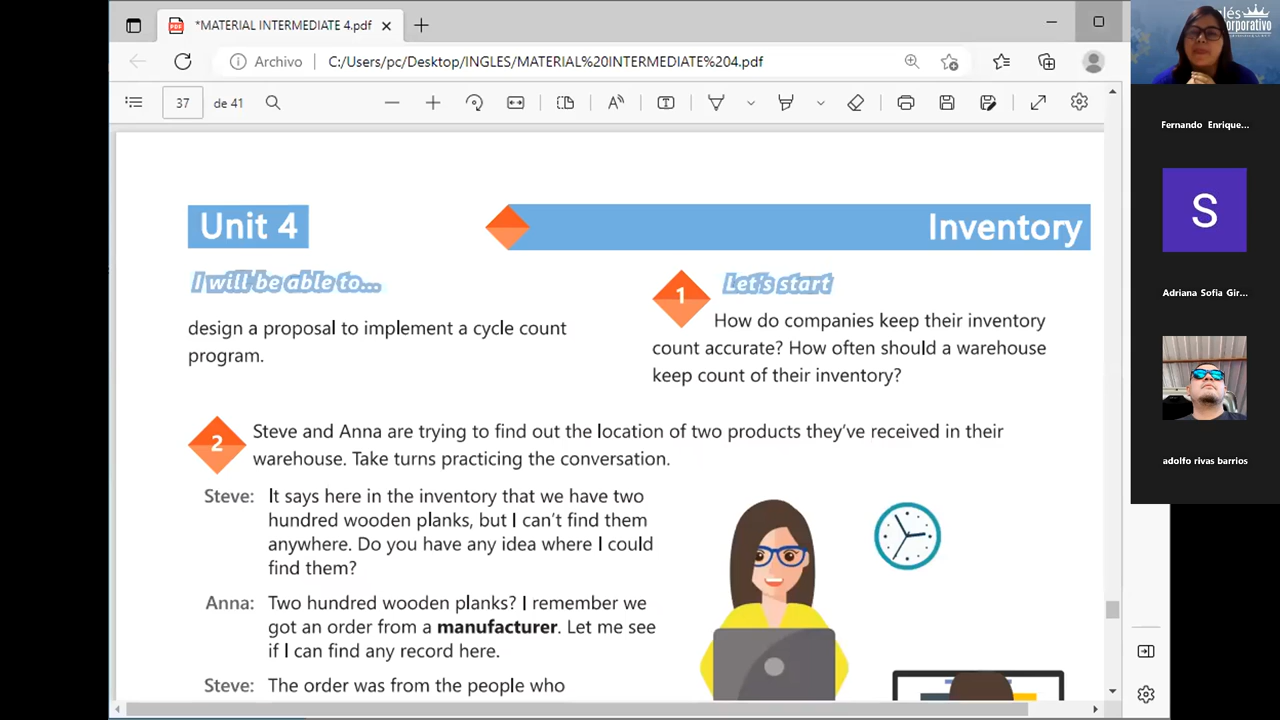 *MATERIAL INTERMEDIATE 4.pdf
Archivo
C:/Users/pc/Desktop/INGLES/MATERIAL%20INTERMEDIATE%204.pdf
37 de 41
Unit 4
Inventory
I will be able to...
design a proposal to implement a cycle count
program.
1
Let's start
How do companies keep their inventory
count accurate? How often should a warehouse
keep count of their inventory?
2
Steve and Anna are trying to find out the location of two products they've received in their
warehouse. Take turns practicing the conversation.
Steve: It says here in the inventory that we have two
hundred wooden planks, but I can't find them
anywhere. Do you have any idea where I could
find them?
Anna: Two hundred wooden planks? I remember we
got an order from a manufacturer. Let me see
if I can find any record here.
Steve: The order was from the people who
Fernando Enrique...
S
Adriana Sofia Gir...
adolfo rivas barrios